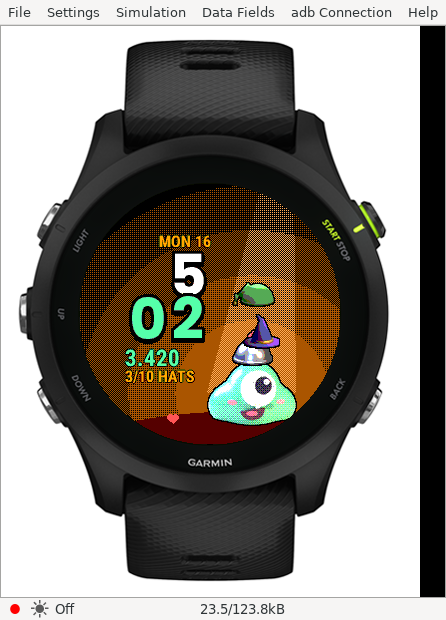 File Settings Simulation Data Fields adb Connection Help
START STOP
LIGHT
MON 16
5
02
UP
3.420
3/10 HATS
DOWN
BACK
GARMIN
Off 23.5/123.8kB